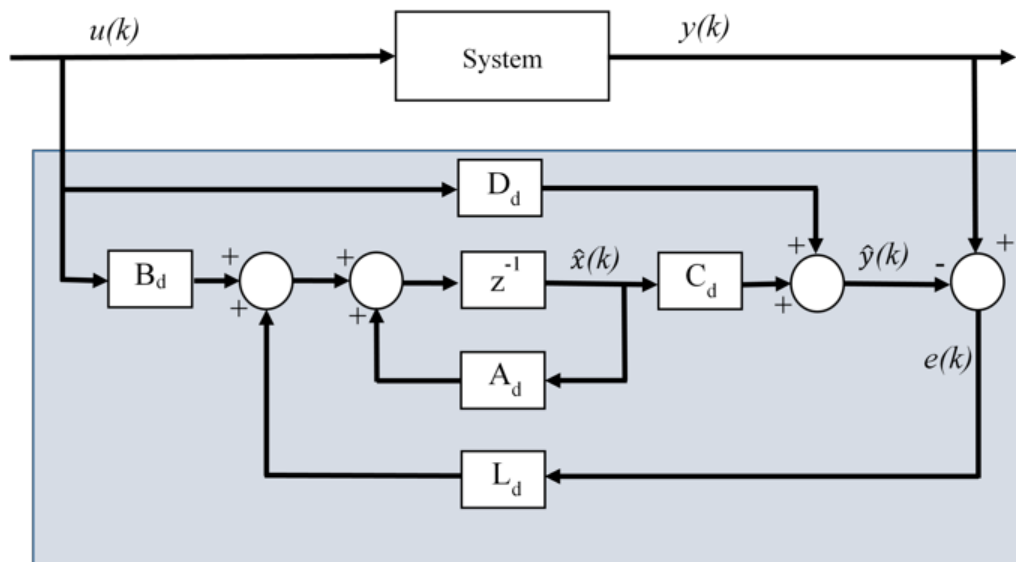 u(k)
System
y(k)
D_d
+
+
B_d
+
+
+
+
z^-1
x̂(k)
C_d
+
+
ŷ(k)
-
A_d
e(k)
L_d